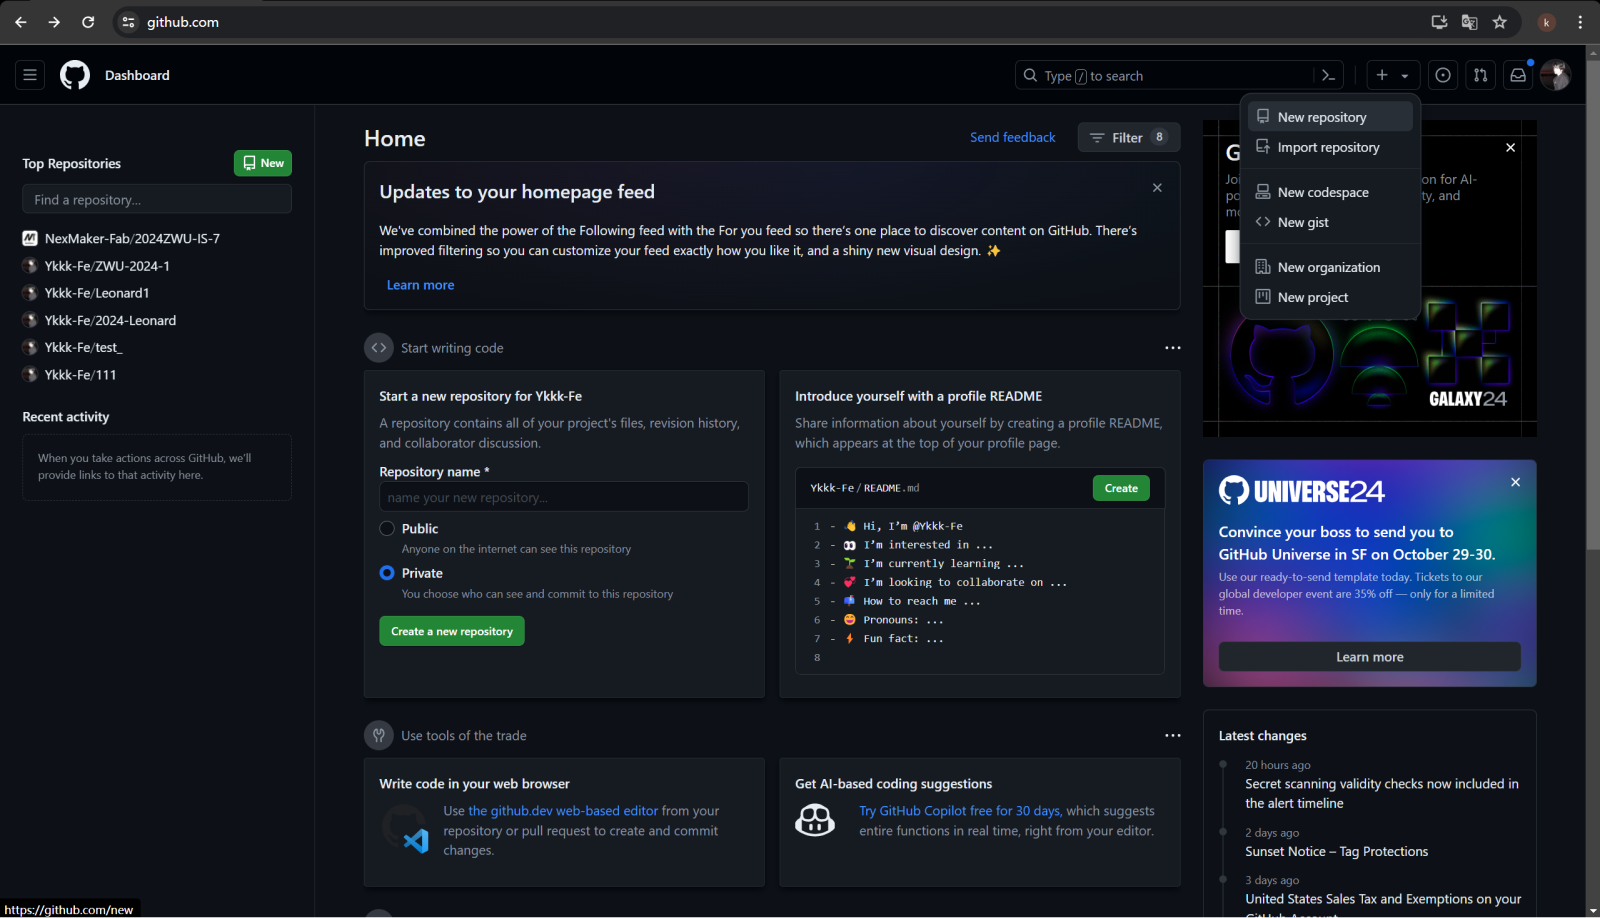 github.com
k
Dashboard
Type / to search
New repository
Import repository
New codespace
New gist
New organization
New project
Top Repositories
New
Find a repository...
NexMaker-Fab/2024ZWU-IS-7
Ykkk-Fe/ZWU-2024-1
Ykkk-Fe/Leonard1
Ykkk-Fe/2024-Leonard
Ykkk-Fe/test_
Ykkk-Fe/111
Recent activity
When you take actions across GitHub, we'll
provide links to that activity here.
Home
Send feedback
Filter 8
Updates to your homepage feed
We've combined the power of the Following feed with the For you feed so there's one place to discover content on GitHub. There's
improved filtering so you can customize your feed exactly how you like it, and a shiny new visual design. ✨
Learn more
Start writing code
Start a new repository for Ykkk-Fe
A repository contains all of your project's files, revision history,
and collaborator discussion.
Repository name *
name your new repository...
Public
Anyone on the internet can see this repository
Private
You choose who can see and commit to this repository
Create a new repository
Introduce yourself with a profile README
Share information about yourself by creating a profile README,
which appears at the top of your profile page.
Ykkk-Fe / README.md
Create
1 - 👋 Hi, I'm @Ykkk-Fe
2 - 👀 I'm interested in ...
3 - 🌱 I'm currently learning ...
4 - 💞️ I'm looking to collaborate on ...
5 - 📫 How to reach me ...
6 - 😄 Pronouns: ...
7 - ⚡ Fun fact: ...
8
Use tools of the trade
Write code in your web browser
Use the github.dev web-based editor from your
repository or pull request to create and commit
changes.
Get AI-based coding suggestions
Try GitHub Copilot free for 30 days, which suggests
entire functions in real time, right from your editor.
G
on for AI-
ty, and
GALAXY24
UNIVERSE24
Convince your boss to send you to
GitHub Universe in SF on October 29-30.
Use our ready-to-send template today. Tickets to our
global developer event are 35% off — only for a limited
time.
Learn more
Latest changes
20 hours ago
Secret scanning validity checks now included in
the alert timeline
2 days ago
Sunset Notice – Tag Protections
3 days ago
United States Sales Tax and Exemptions on your
GitHub Account
https://github.com/new